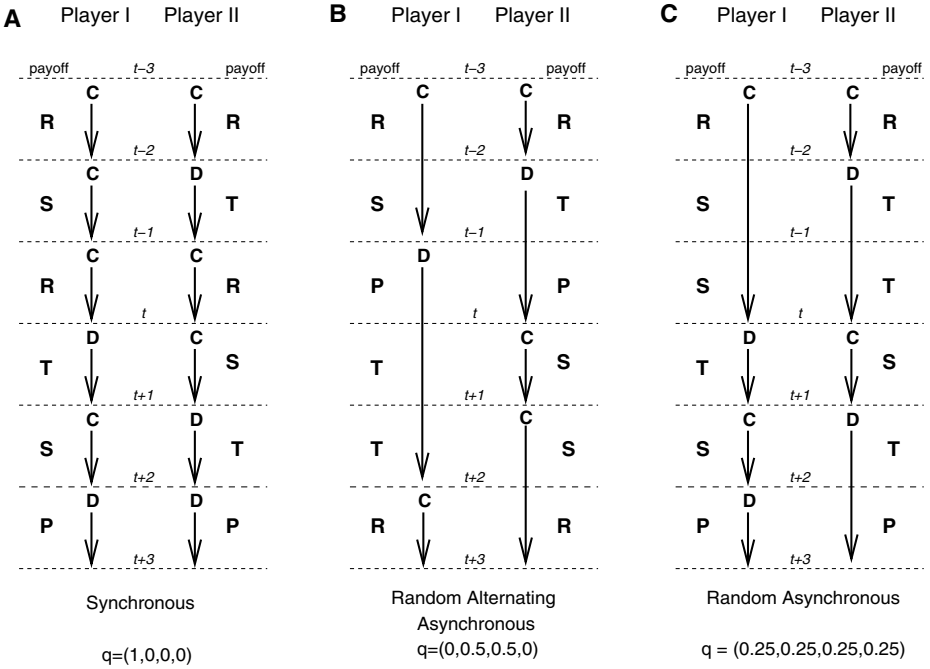 A Player I Player II
payoff t–3 payoff
C C
R R
t–2
C D
S T
t–1
C C
R R
t
D C
T S
t+1
C D
S T
t+2
D D
P P
t+3
Synchronous
q=(1,0,0,0)
B Player I Player II
payoff t–3 payoff
C C
R R
t–2
D
S T
t–1
D
P P
t
C
T S
t+1
C
T S
t+2
C
R R
t+3
Random Alternating
Asynchronous
q=(0,0.5,0.5,0)
C Player I Player II
payoff t–3 payoff
C C
R R
t–2
D
S T
t–1
S T
t
D C
T S
t+1
C D
S T
t+2
D
P P
t+3
Random Asynchronous
q = (0.25,0.25,0.25,0.25)